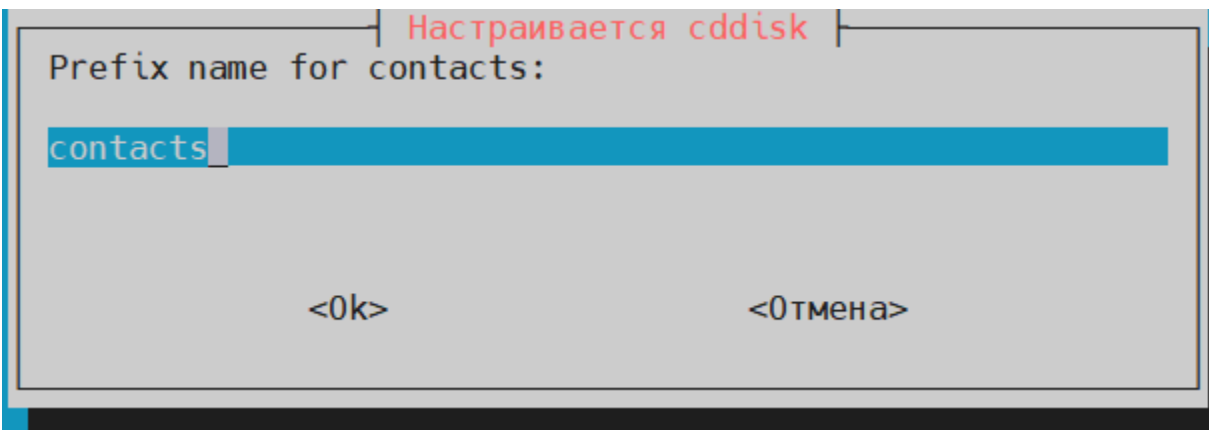 Настраивается cddisk
Prefix name for contacts:
contacts
<Ok> <Отмена>